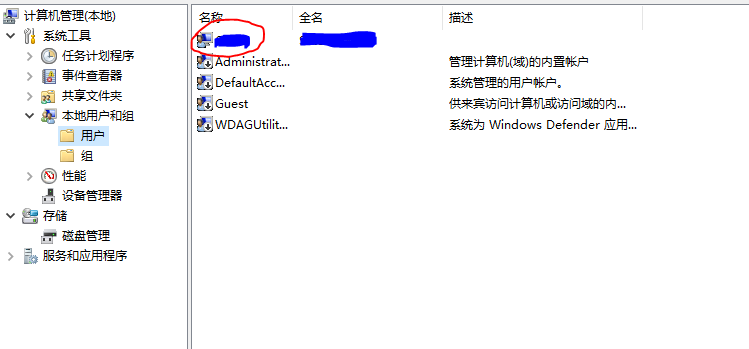 计算机管理(本地)
系统工具
任务计划程序
事件查看器
共享文件夹
本地用户和组
用户
组
性能
设备管理器
存储
磁盘管理
服务和应用程序
名称 全名 描述
Administrat... 管理计算机(域)的内置帐户
DefaultAcc... 系统管理的用户帐户。
Guest 供来宾访问计算机或访问域的内...
WDAGUtilit... 系统为 Windows Defender 应用...